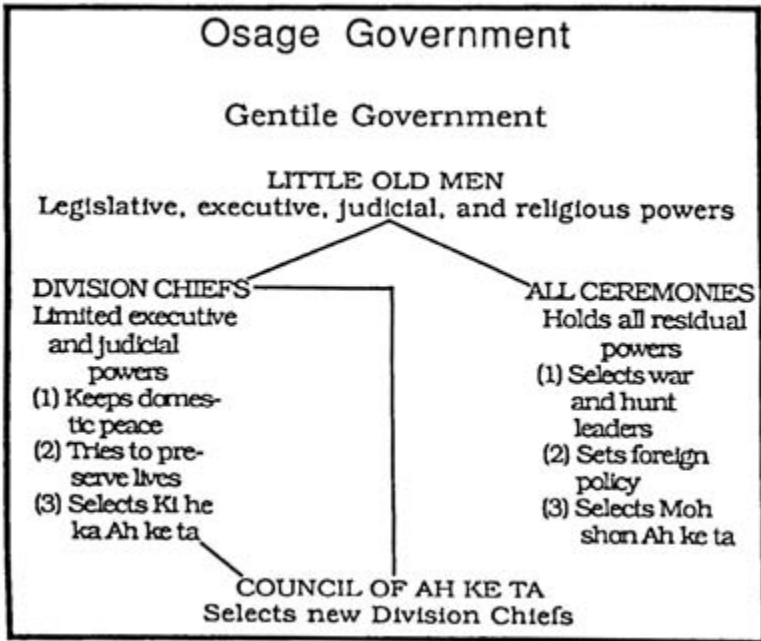 Osage Government
Gentile Government
LITTLE OLD MEN
Legislative, executive, judicial, and religious powers
DIVISION CHIEFS
Limited executive
and judicial
powers
(1) Keeps domes-
tic peace
(2) Tries to pre-
serve lives
(3) Selects Ki he
ka Ah ke ta
ALL CEREMONIES
Holds all residual
powers
(1) Selects war
and hunt
leaders
(2) Sets foreign
policy
(3) Selects Moh
shon Ah ke ta
COUNCIL OF AH KE TA
Selects new Division Chiefs